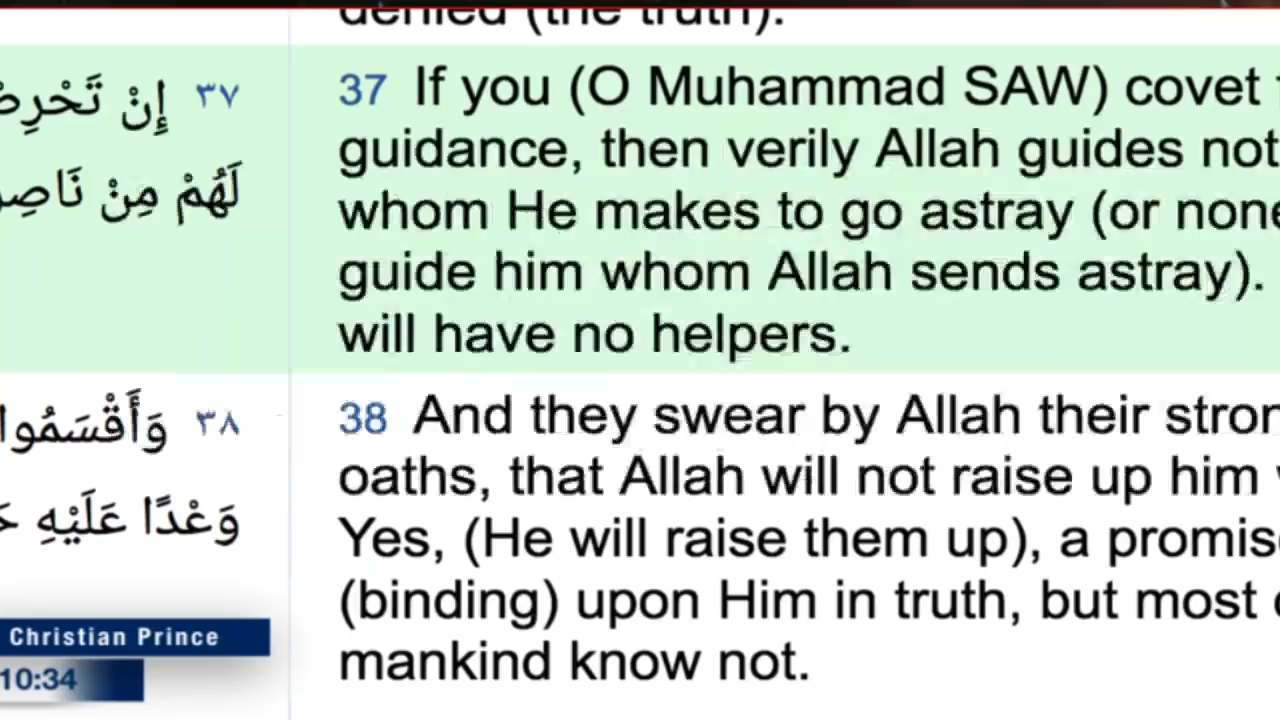 denied (the truth).
٣٧ إِنْ تَحْرِصْ
لَهُمْ مِنْ
37 If you (O Muhammad SAW) covet
guidance, then verily Allah guides not
whom He makes to go astray (or none
guide him whom Allah sends astray).
will have no helpers.
٣٨ وَأَقْسَمُوا
وَعْدًا عَلَيْهِ
38 And they swear by Allah their
oaths, that Allah will not raise up him
Yes, (He will raise them up), a
(binding) upon Him in truth, but most
mankind know not.
Christian Prince
10:34